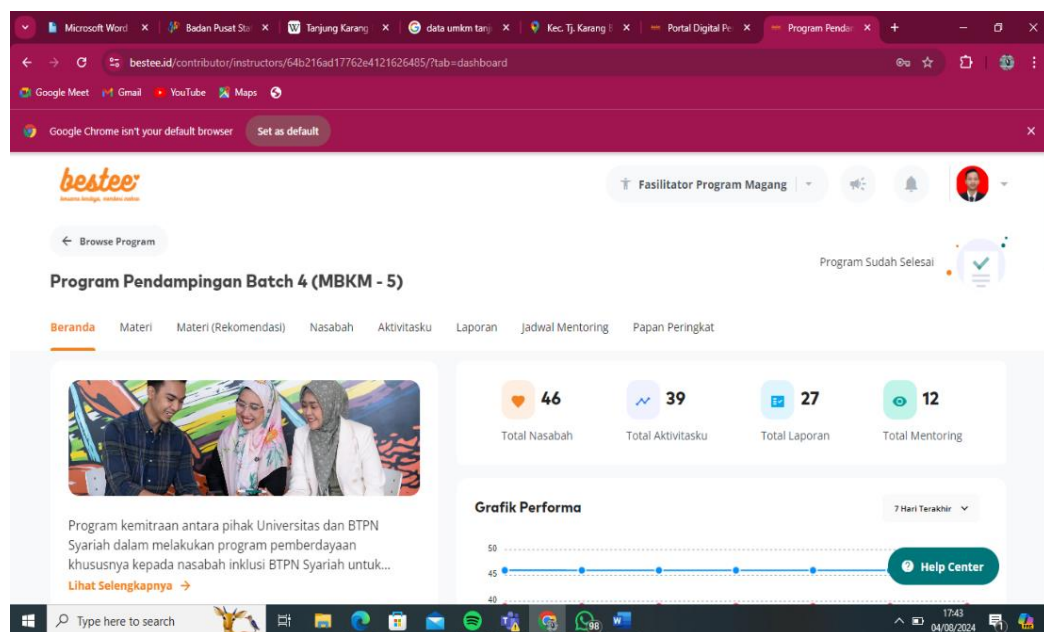 Microsoft Word
Badan Pusat Sta
Tanjung Karang
data umkm tanj
Kec. Tj. Karang B
Portal Digital Pe
Program Pendar
bestee.id/contributor/instructors/64b216ad17762e4121626485/?tab=dashboard
Google Meet Gmail YouTube Maps
Google Chrome isn't your default browser Set as default
bestee
Fasilitator Program Magang
← Browse Program
Program Sudah Selesai
Program Pendampingan Batch 4 (MBKM - 5)
Beranda Materi Materi (Rekomendasi) Nasabah Aktivitasku Laporan Jadwal Mentoring Papan Peringkat
46 39 27 12
Total Nasabah Total Aktivitasku Total Laporan Total Mentoring
Grafik Performa
7 Hari Terakhir
50
45
40
Program kemitraan antara pihak Universitas dan BTPN
Syariah dalam melakukan program pemberdayaan
khususnya kepada nasabah inklusi BTPN Syariah untuk...
Lihat Selengkapnya →
Help Center
Type here to search
98
17:43
04/08/2024